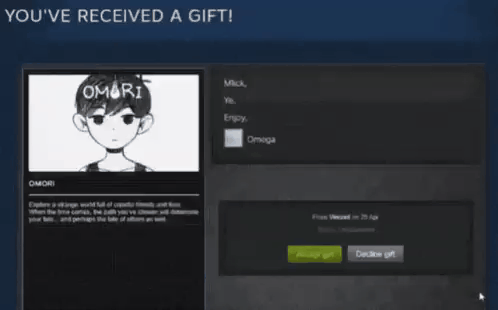 YOU'VE RECEIVED A GIFT!
OMORI
OMORI
Explore a strange world full of colorful friends and foes.
When the time comes, the path you've chosen will determine
your fate... and perhaps the fate of others as well.
Ye,
Enjoy,
Omega
Accept gift
Decline gift